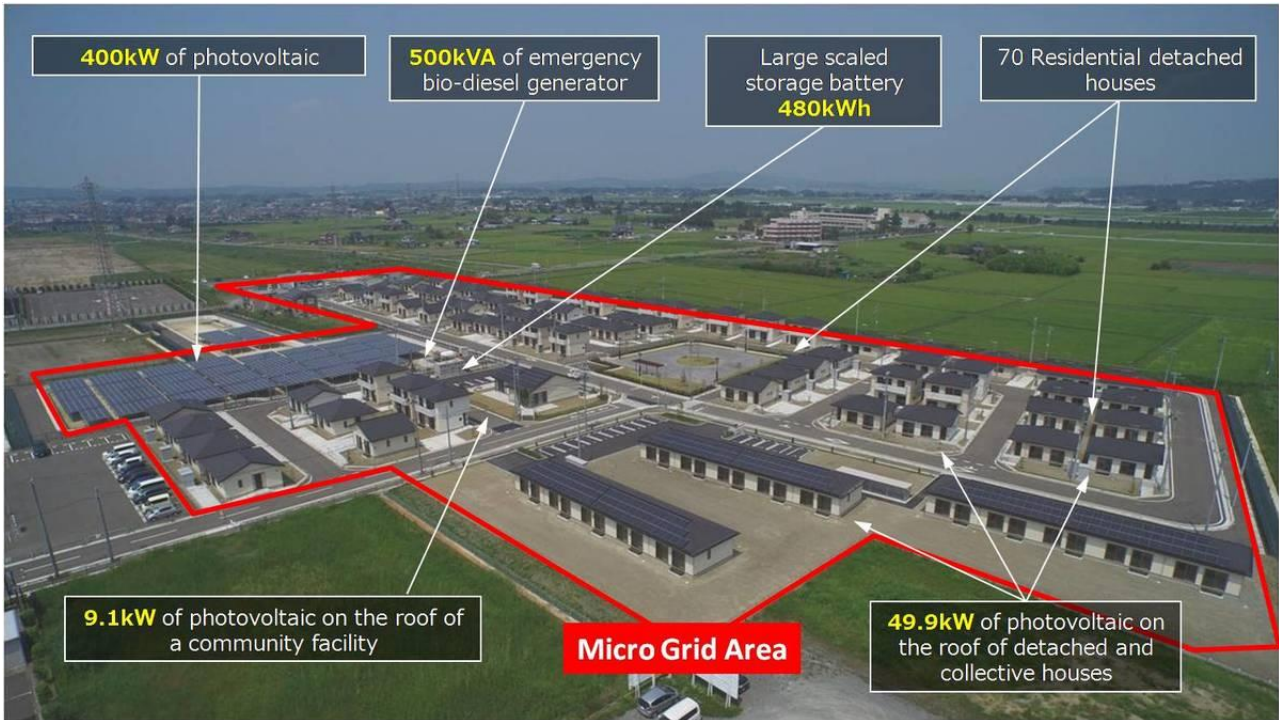 400kW of photovoltaic
500kVA of emergency
bio-diesel generator
Large scaled
storage battery
480kWh
70 Residential detached
houses
9.1kW of photovoltaic on the roof of
a community facility
Micro Grid Area
49.9kW of photovoltaic on
the roof of detached and
collective houses